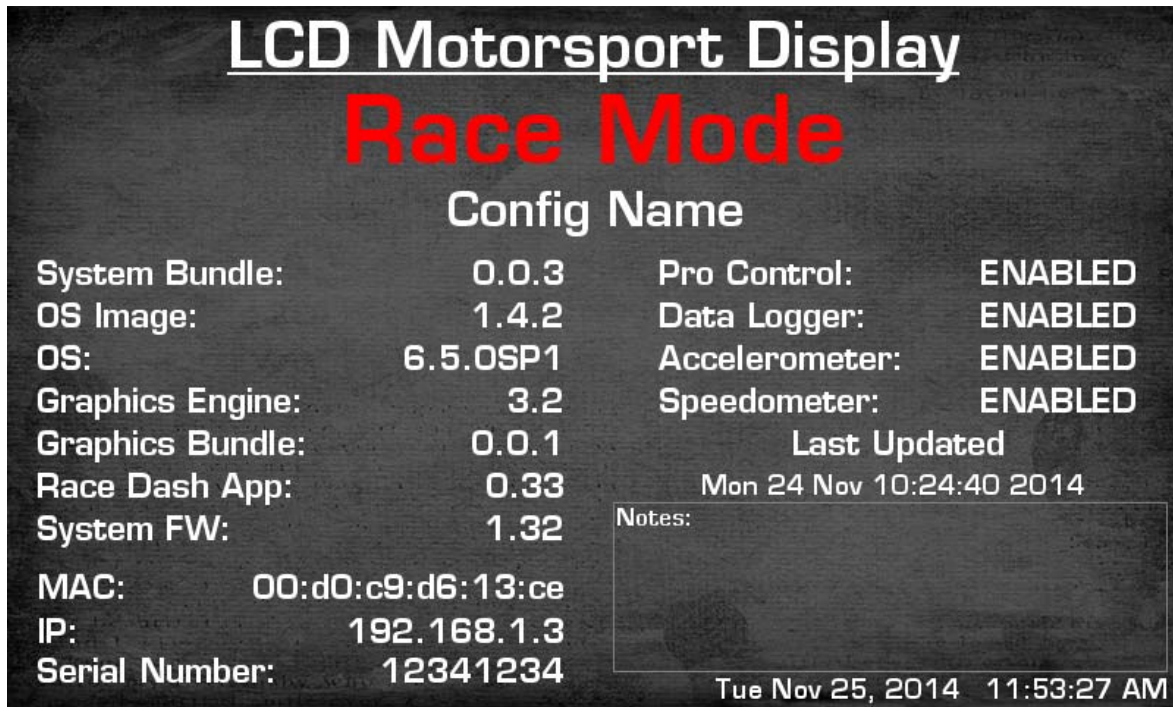 LCD Motorsport Display
Race Mode
Config Name
System Bundle: 0.0.3
OS Image: 1.4.2
OS: 6.5.0SP1
Graphics Engine: 3.2
Graphics Bundle: 0.0.1
Race Dash App: 0.33
System FW: 1.32
MAC: 00:d0:c9:d6:13:ce
IP: 192.168.1.3
Serial Number: 12341234
Pro Control: ENABLED
Data Logger: ENABLED
Accelerometer: ENABLED
Speedometer: ENABLED
Last Updated
Mon 24 Nov 10:24:40 2014
Notes:
Tue Nov 25, 2014 11:53:27 AM